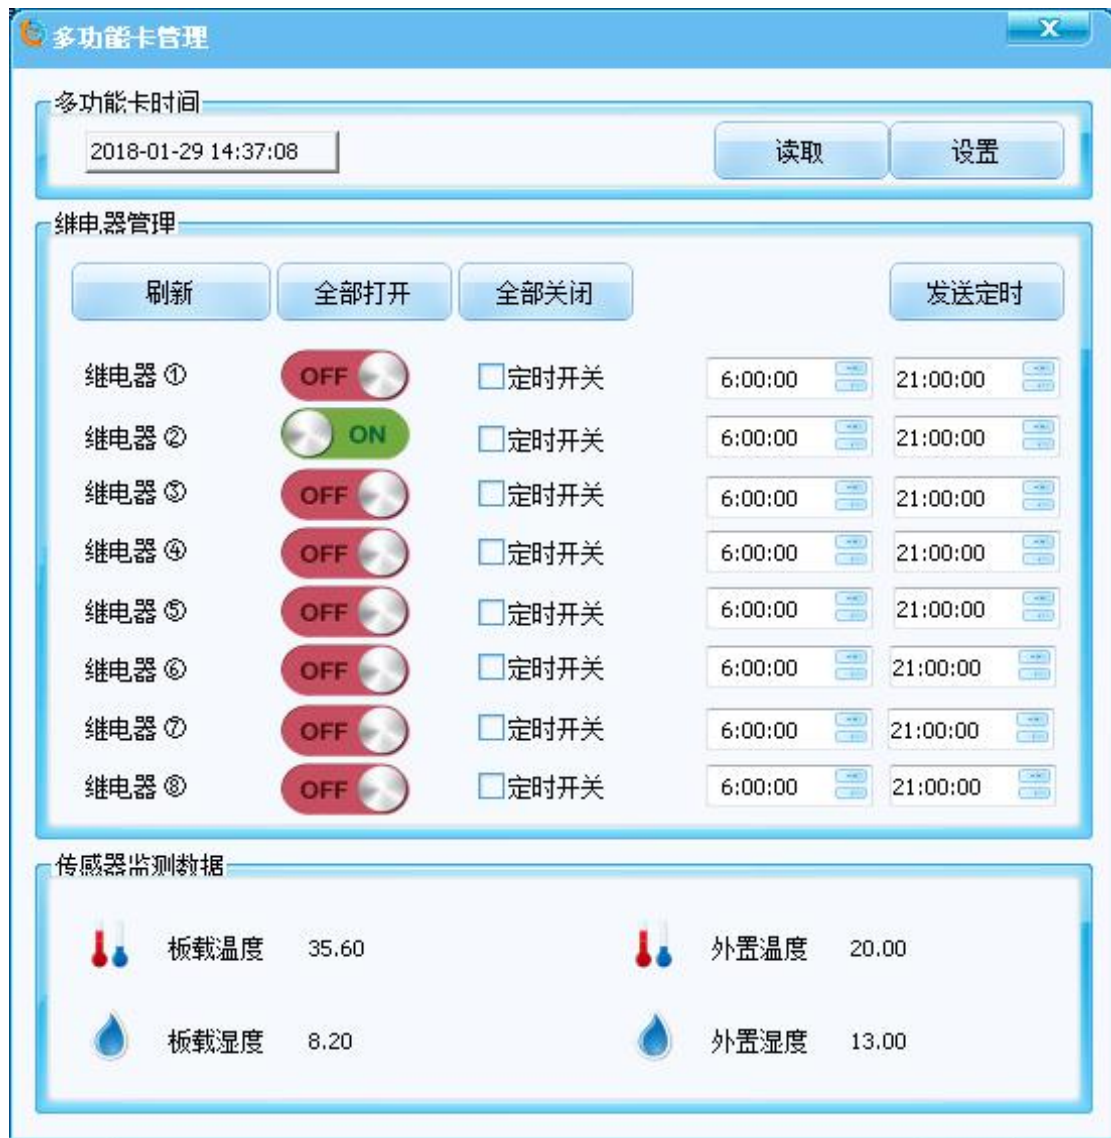 多功能卡管理
X
多功能卡时间
2018-01-29 14:37:08 读取 设置
继电器管理
刷新 全部打开 全部关闭 发送定时
继电器 ① OFF 定时开关 6:00:00 21:00:00
继电器 ② ON 定时开关 6:00:00 21:00:00
继电器 ③ OFF 定时开关 6:00:00 21:00:00
继电器 ④ OFF 定时开关 6:00:00 21:00:00
继电器 ⑤ OFF 定时开关 6:00:00 21:00:00
继电器 ⑥ OFF 定时开关 6:00:00 21:00:00
继电器 ⑦ OFF 定时开关 6:00:00 21:00:00
继电器 ⑧ OFF 定时开关 6:00:00 21:00:00
传感器监测数据
板载温度 35.60 外置温度 20.00
板载湿度 8.20 外置湿度 13.00